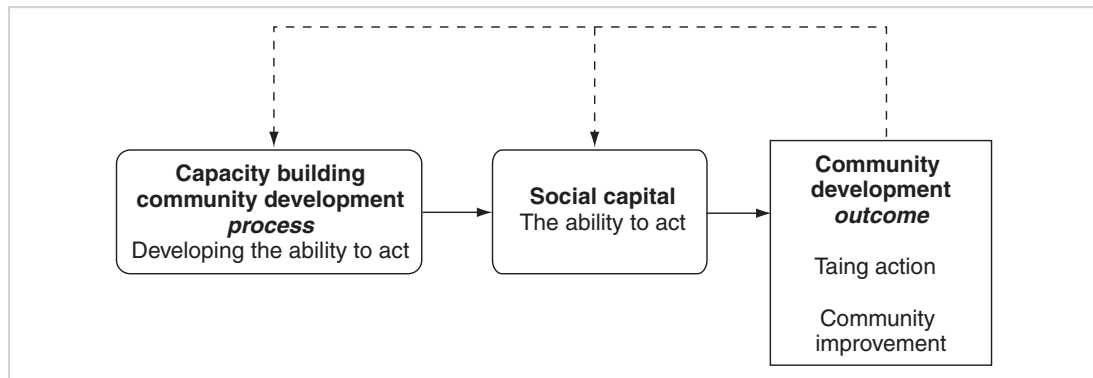 Capacity building
community development
process
Developing the ability to act
Social capital
The ability to act
Community
development
outcome
Taing action
Community
improvement